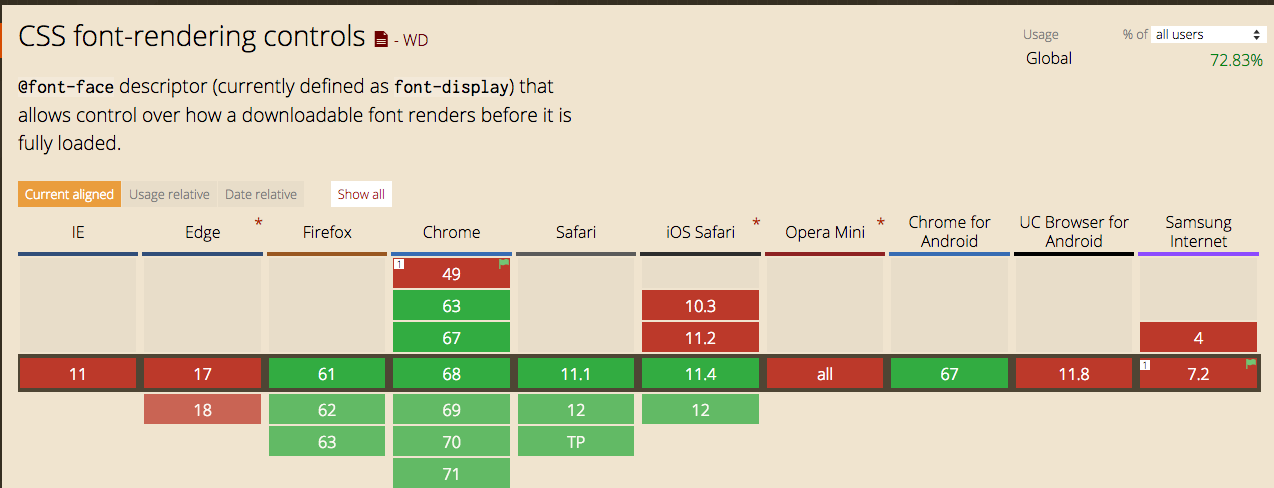 CSS font-rendering controls - WD
Usage % of all users
Global 72.83%
@font-face descriptor (currently defined as font-display) that
allows control over how a downloadable font renders before it is
fully loaded.
Current aligned Usage relative Date relative Show all
IE Edge * Firefox Chrome Safari iOS Safari * Opera Mini * Chrome for Android UC Browser for Android Samsung Internet
1 49
63 10.3
67 11.2 4
11 17 61 68 11.1 11.4 all 67 11.8 1 7.2
18 62 69 12 12
63 70 TP
71